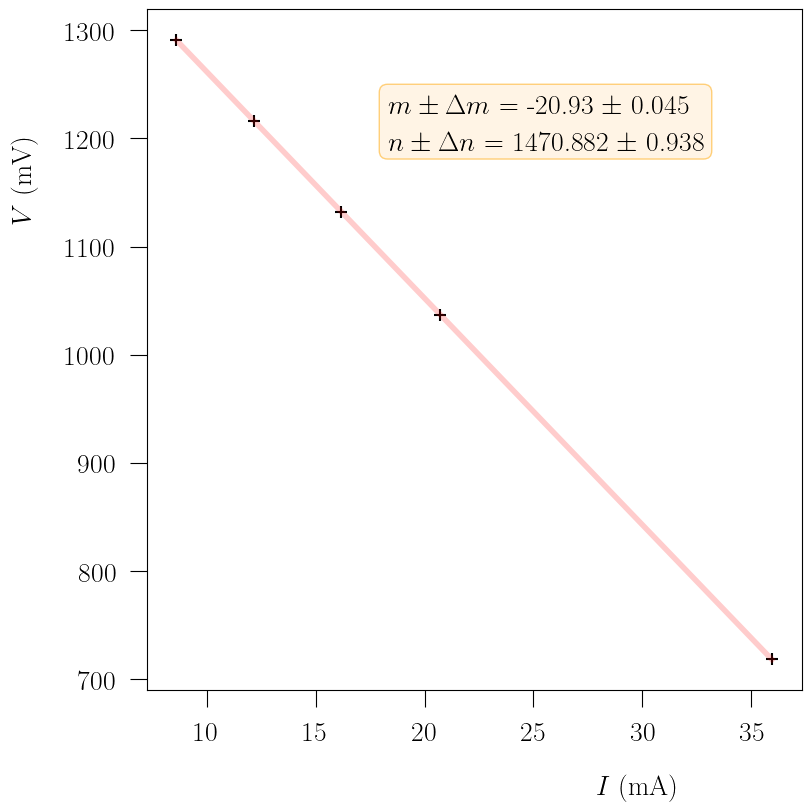 1300
1200
1100
1000
900
800
700
V (mV)
m ± Δm = -20.93 ± 0.045
n ± Δn = 1470.882 ± 0.938
10 15 20 25 30 35
I (mA)